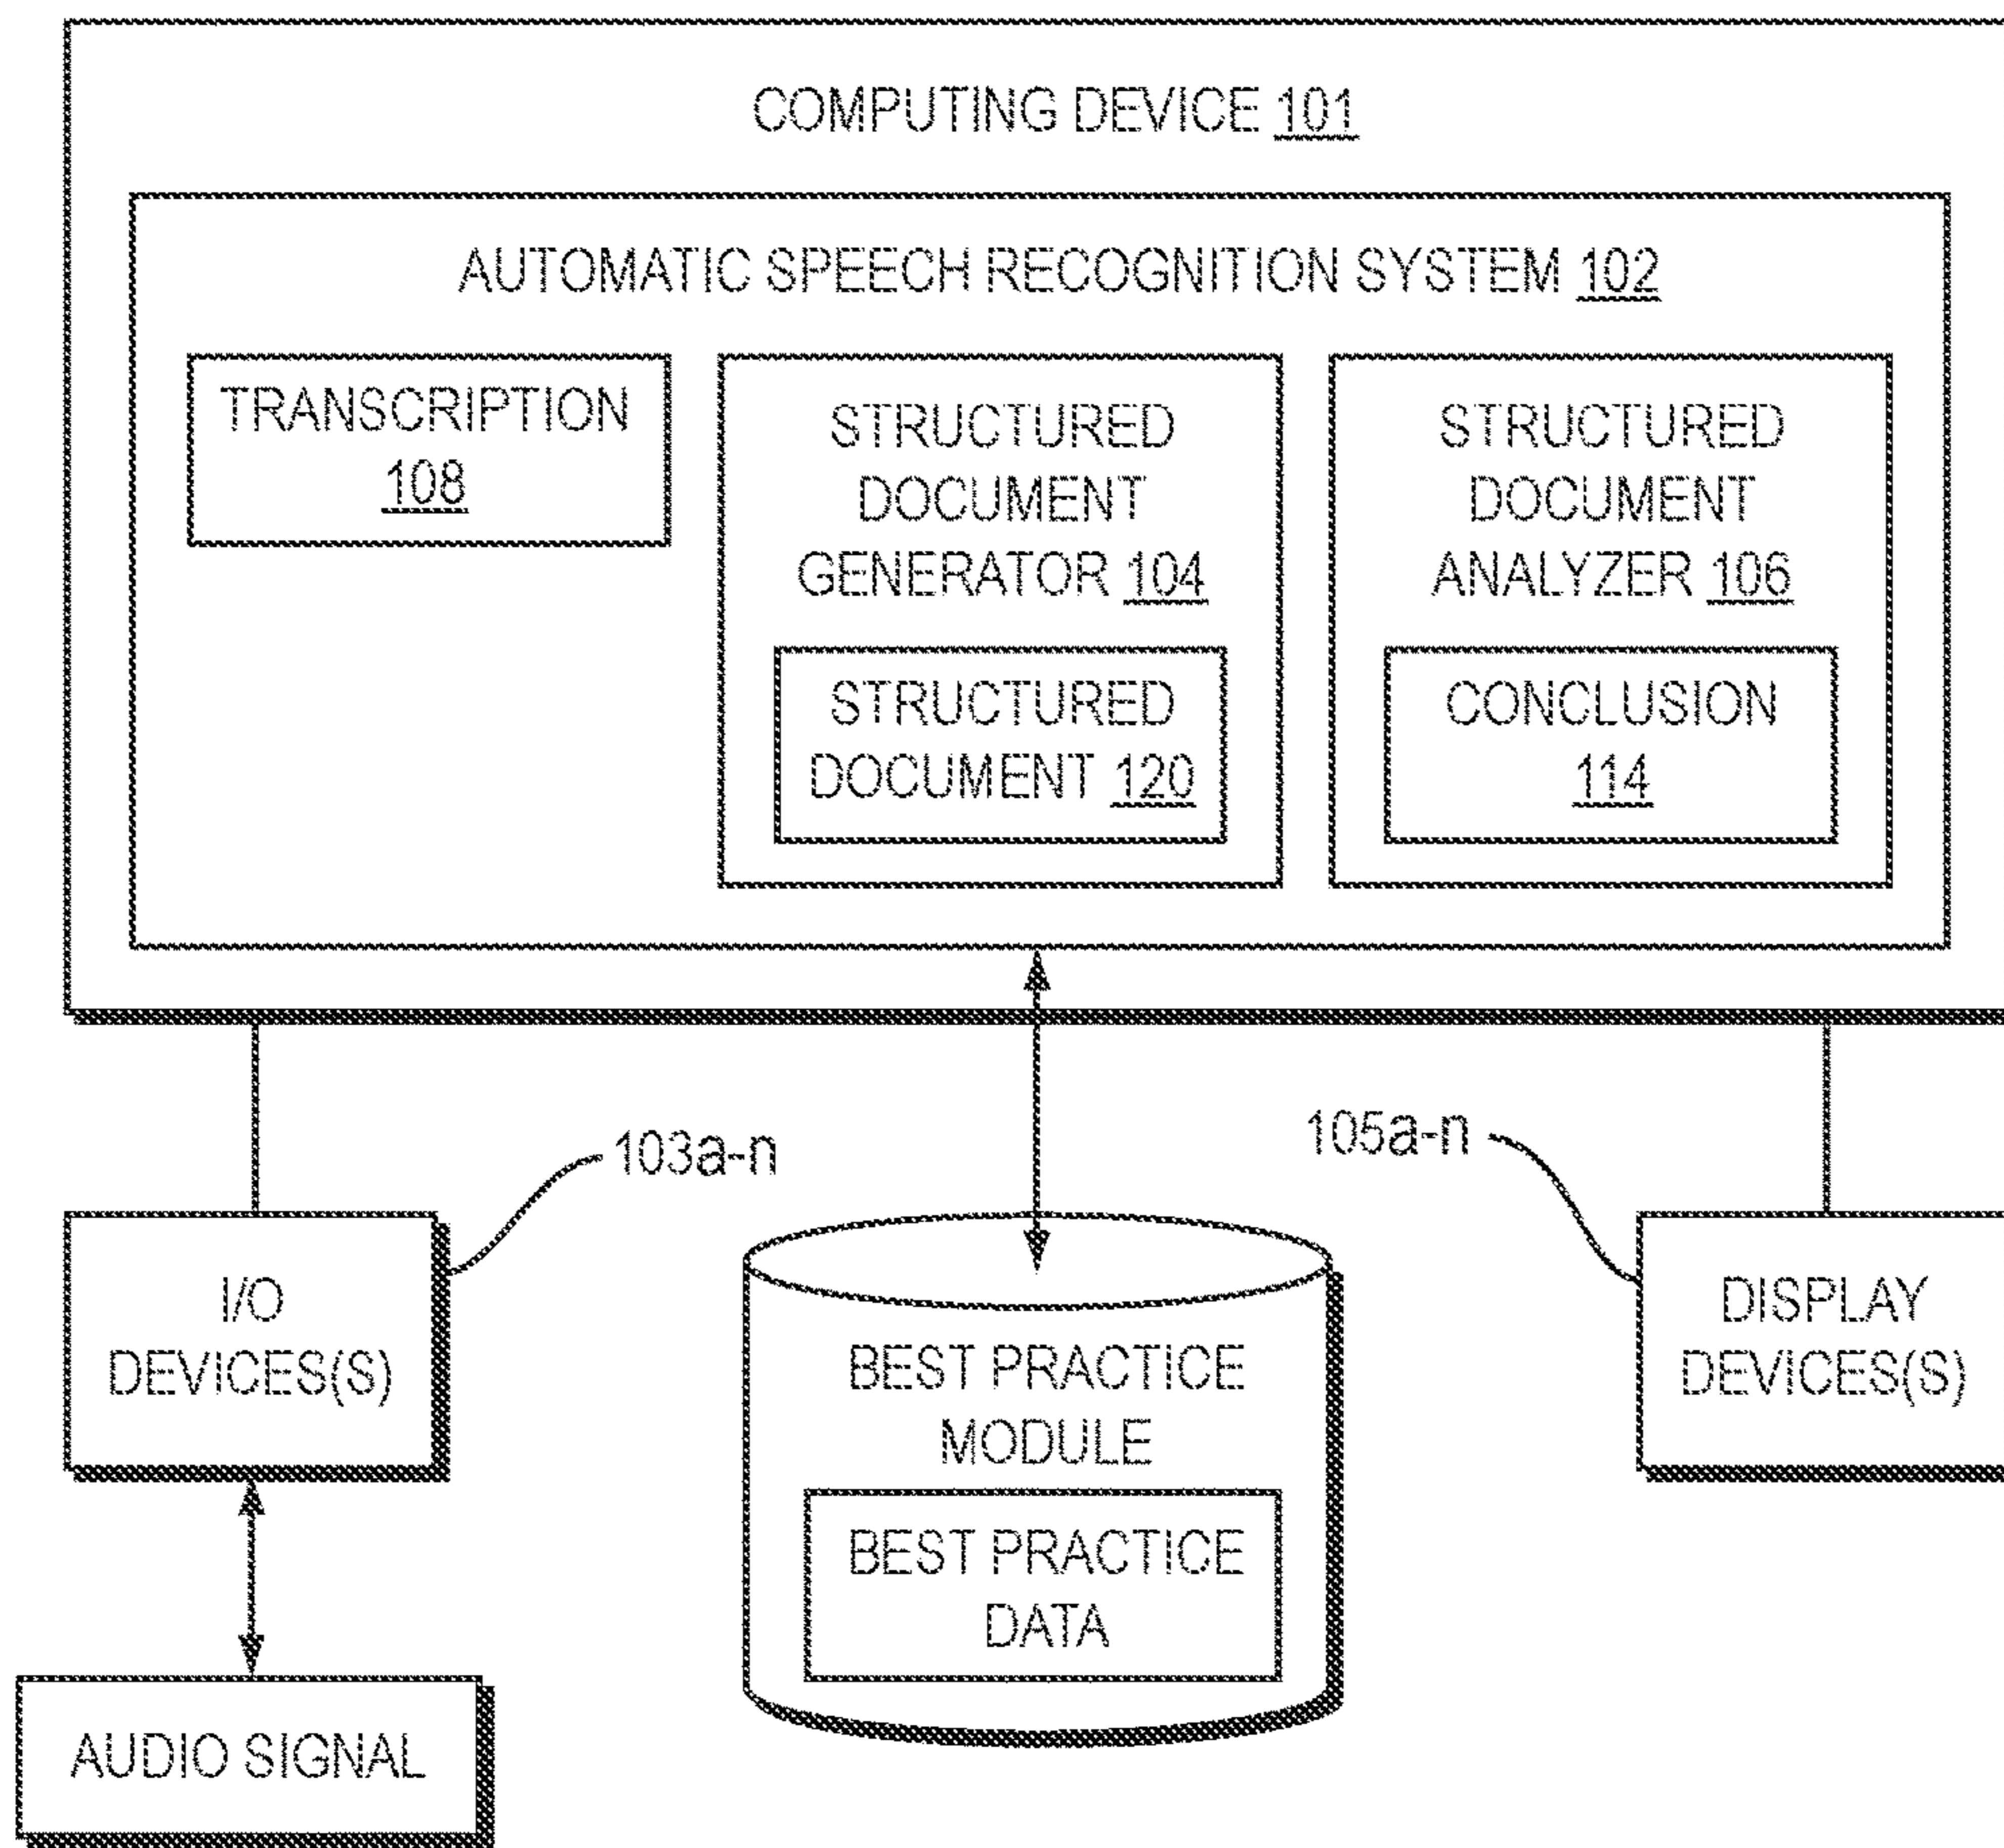 COMPUTING DEVICE 101
AUTOMATIC SPEECH RECOGNITION SYSTEM 102
TRANSCRIPTION
108
STRUCTURED
DOCUMENT
GENERATOR 104
STRUCTURED
DOCUMENT 120
STRUCTURED
DOCUMENT
ANALYZER 106
CONCLUSION
114
103a-n
105a-n
I/O
DEVICES(S)
BEST PRACTICE
MODULE
BEST PRACTICE
DATA
DISPLAY
DEVICES(S)
AUDIO SIGNAL